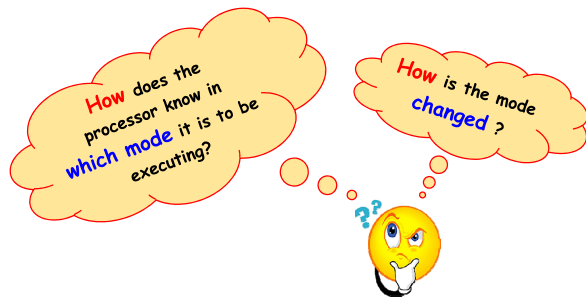 How does the
processor know in
which mode it is to be
executing?
How is the mode
changed ?
??